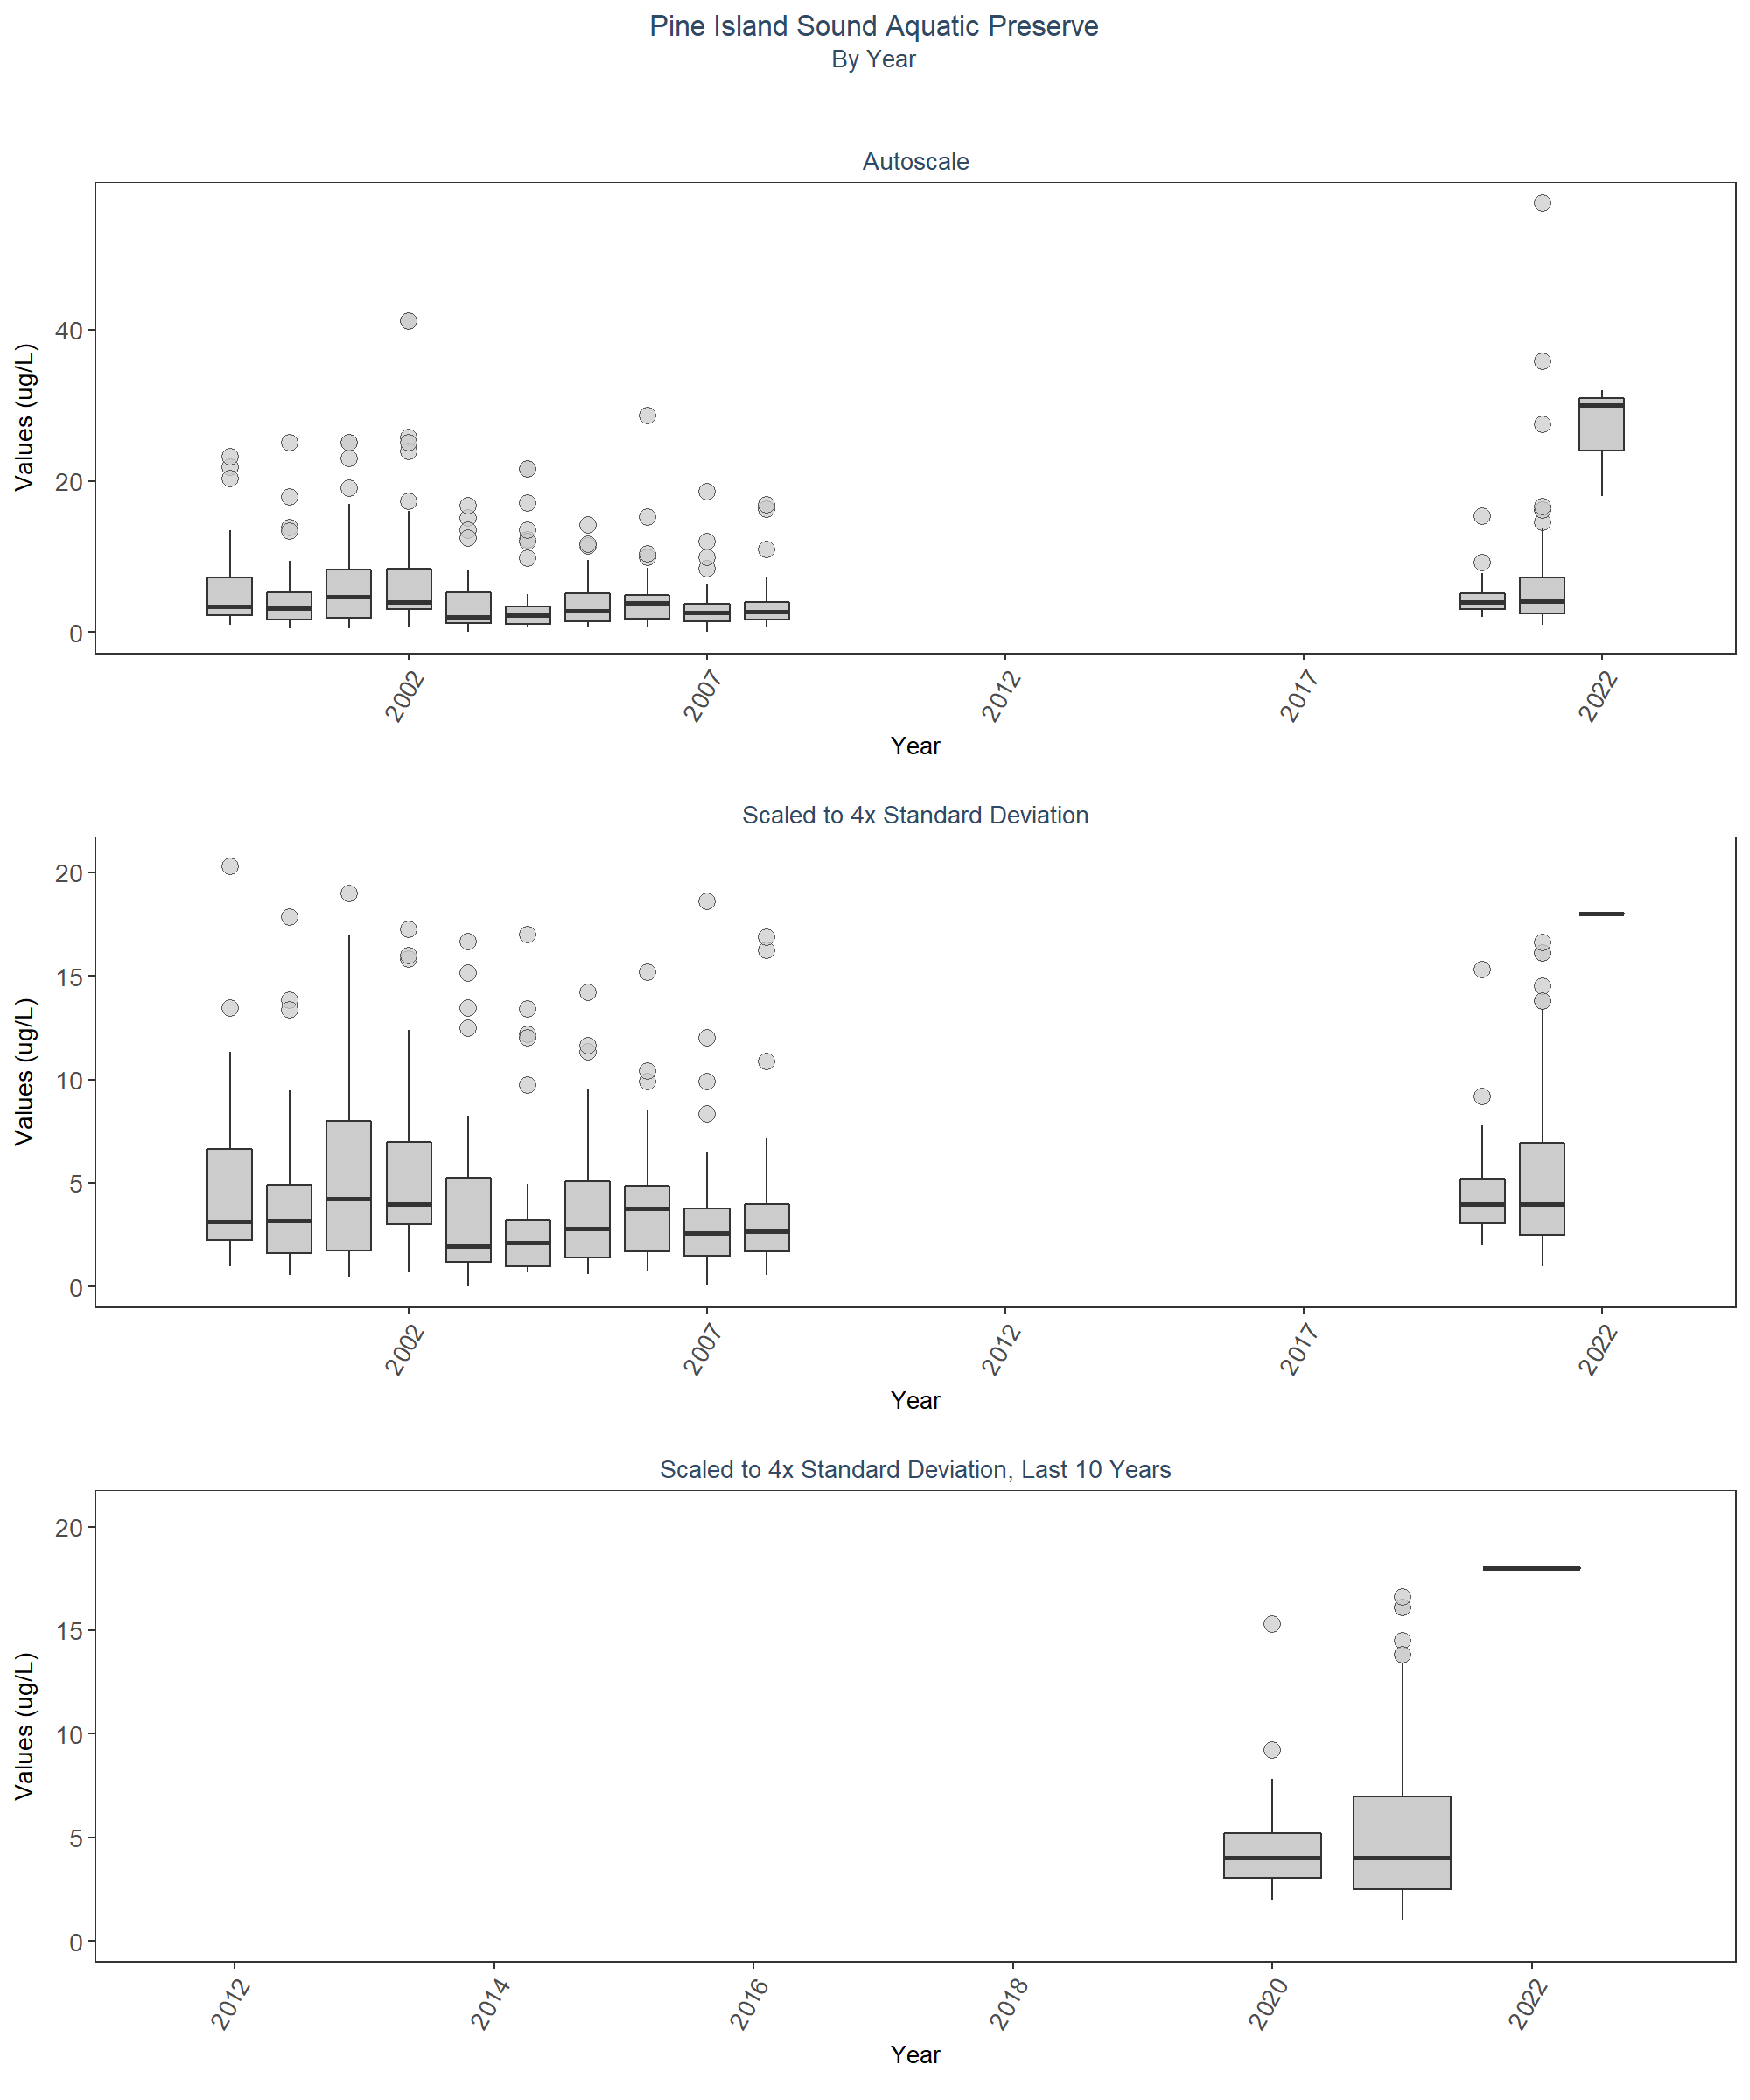 Pine Island Sound Aquatic Preserve
By Year
Autoscale
Values (ug/L)
40
20
0
2002 2007 2012 2017 2022
Year
Scaled to 4x Standard Deviation
Values (ug/L)
20
15
10
5
0
2002 2007 2012 2017 2022
Year
Scaled to 4x Standard Deviation, Last 10 Years
Values (ug/L)
20
15
10
5
0
2012 2014 2016 2018 2020 2022
Year